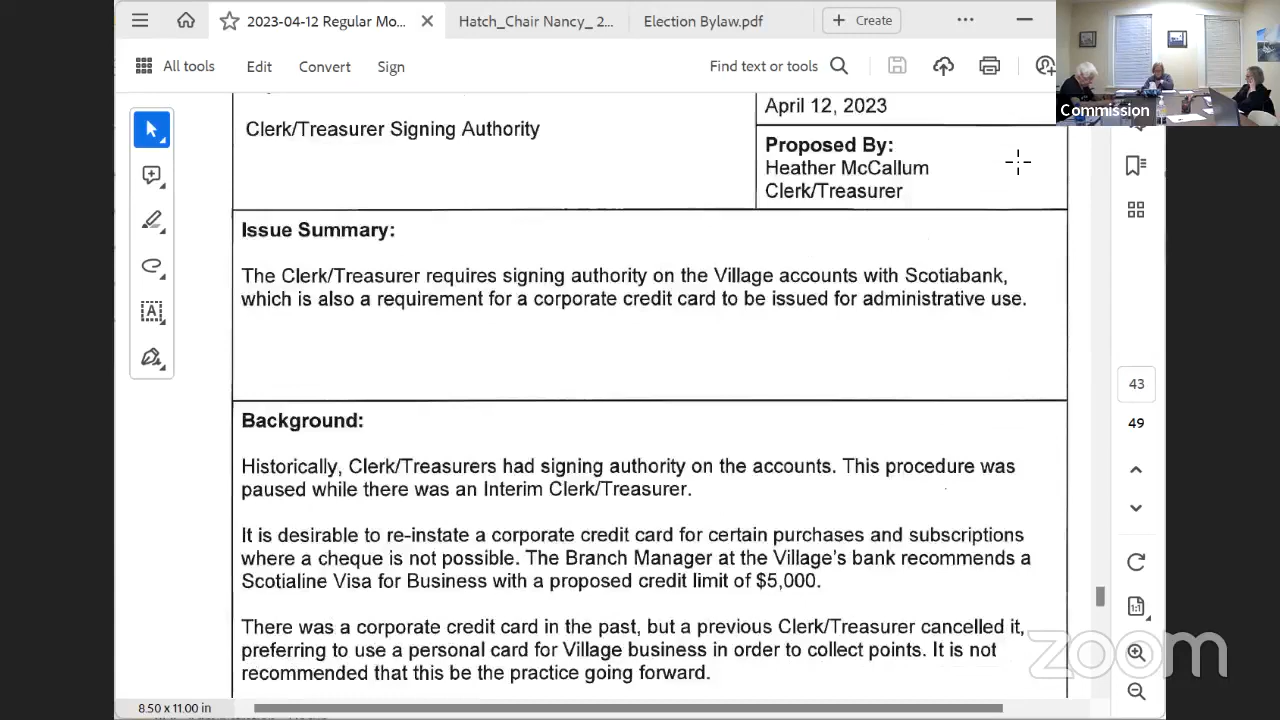 2023-04-12 Regular Mo...
Hatch_Chair Nancy_ 2...
Election Bylaw.pdf
Create
All tools
Edit
Convert
Sign
Find text or tools
Commission
Clerk/Treasurer Signing Authority
April 12, 2023
Proposed By:
Heather McCallum
Clerk/Treasurer
Issue Summary:
The Clerk/Treasurer requires signing authority on the Village accounts with Scotiabank,
which is also a requirement for a corporate credit card to be issued for administrative use.
Background:
Historically, Clerk/Treasurers had signing authority on the accounts. This procedure was
paused while there was an Interim Clerk/Treasurer.
It is desirable to re-instate a corporate credit card for certain purchases and subscriptions
where a cheque is not possible. The Branch Manager at the Village's bank recommends a
Scotialine Visa for Business with a proposed credit limit of $5,000.
There was a corporate credit card in the past, but a previous Clerk/Treasurer cancelled it,
preferring to use a personal card for Village business in order to collect points. It is not
recommended that this be the practice going forward.
43
49
1:1
zoom
8.50 x 11.00 in